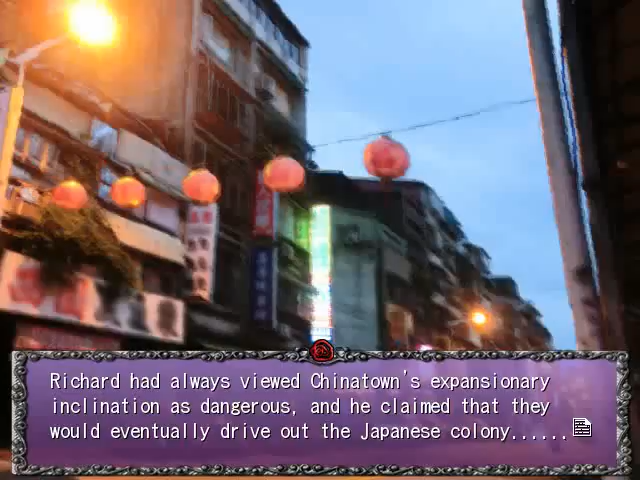 Richard had always viewed Chinatown's expansionary
inclination as dangerous, and he claimed that they
would eventually drive out the Japanese colony......